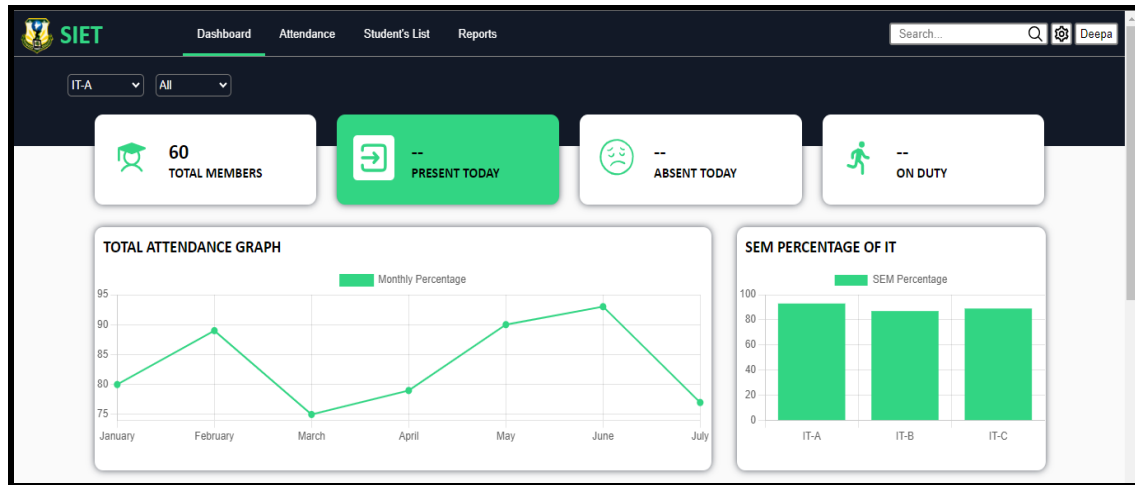 SIET Dashboard Attendance Student's List Reports Search... Deepa
IT-A All
60
TOTAL MEMBERS
--
PRESENT TODAY
--
ABSENT TODAY
--
ON DUTY
TOTAL ATTENDANCE GRAPH
Monthly Percentage
95
90
85
80
75
January February March April May June July
SEM PERCENTAGE OF IT
SEM Percentage
100
80
60
40
20
0
IT-A IT-B IT-C